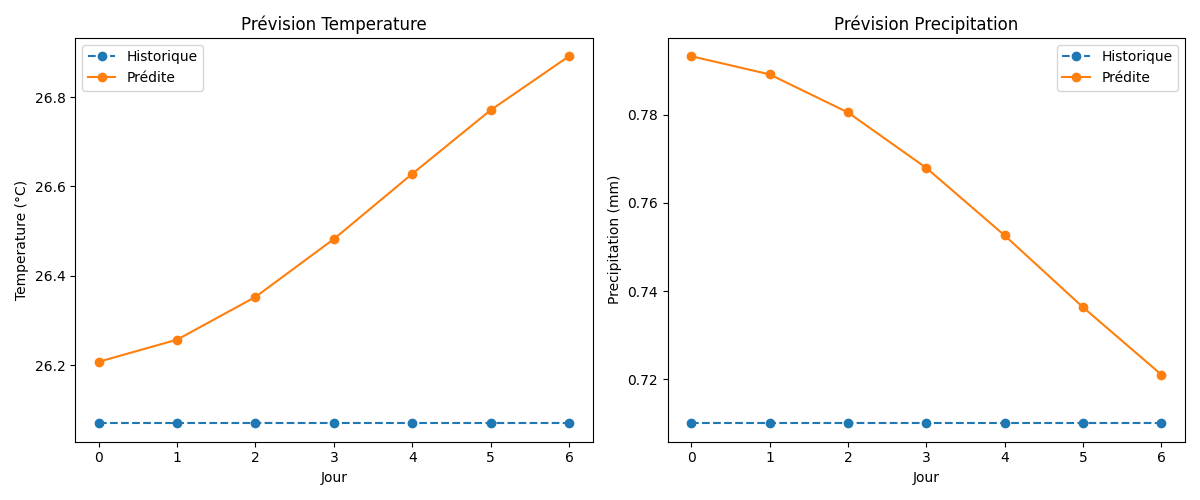 Prévision Temperature
Historique
Prédite
26.8
26.6
26.4
26.2
Temperature (°C)
0 1 2 3 4 5 6
Jour
Prévision Precipitation
Historique
Prédite
0.78
0.76
0.74
0.72
Precipitation (mm)
0 1 2 3 4 5 6
Jour